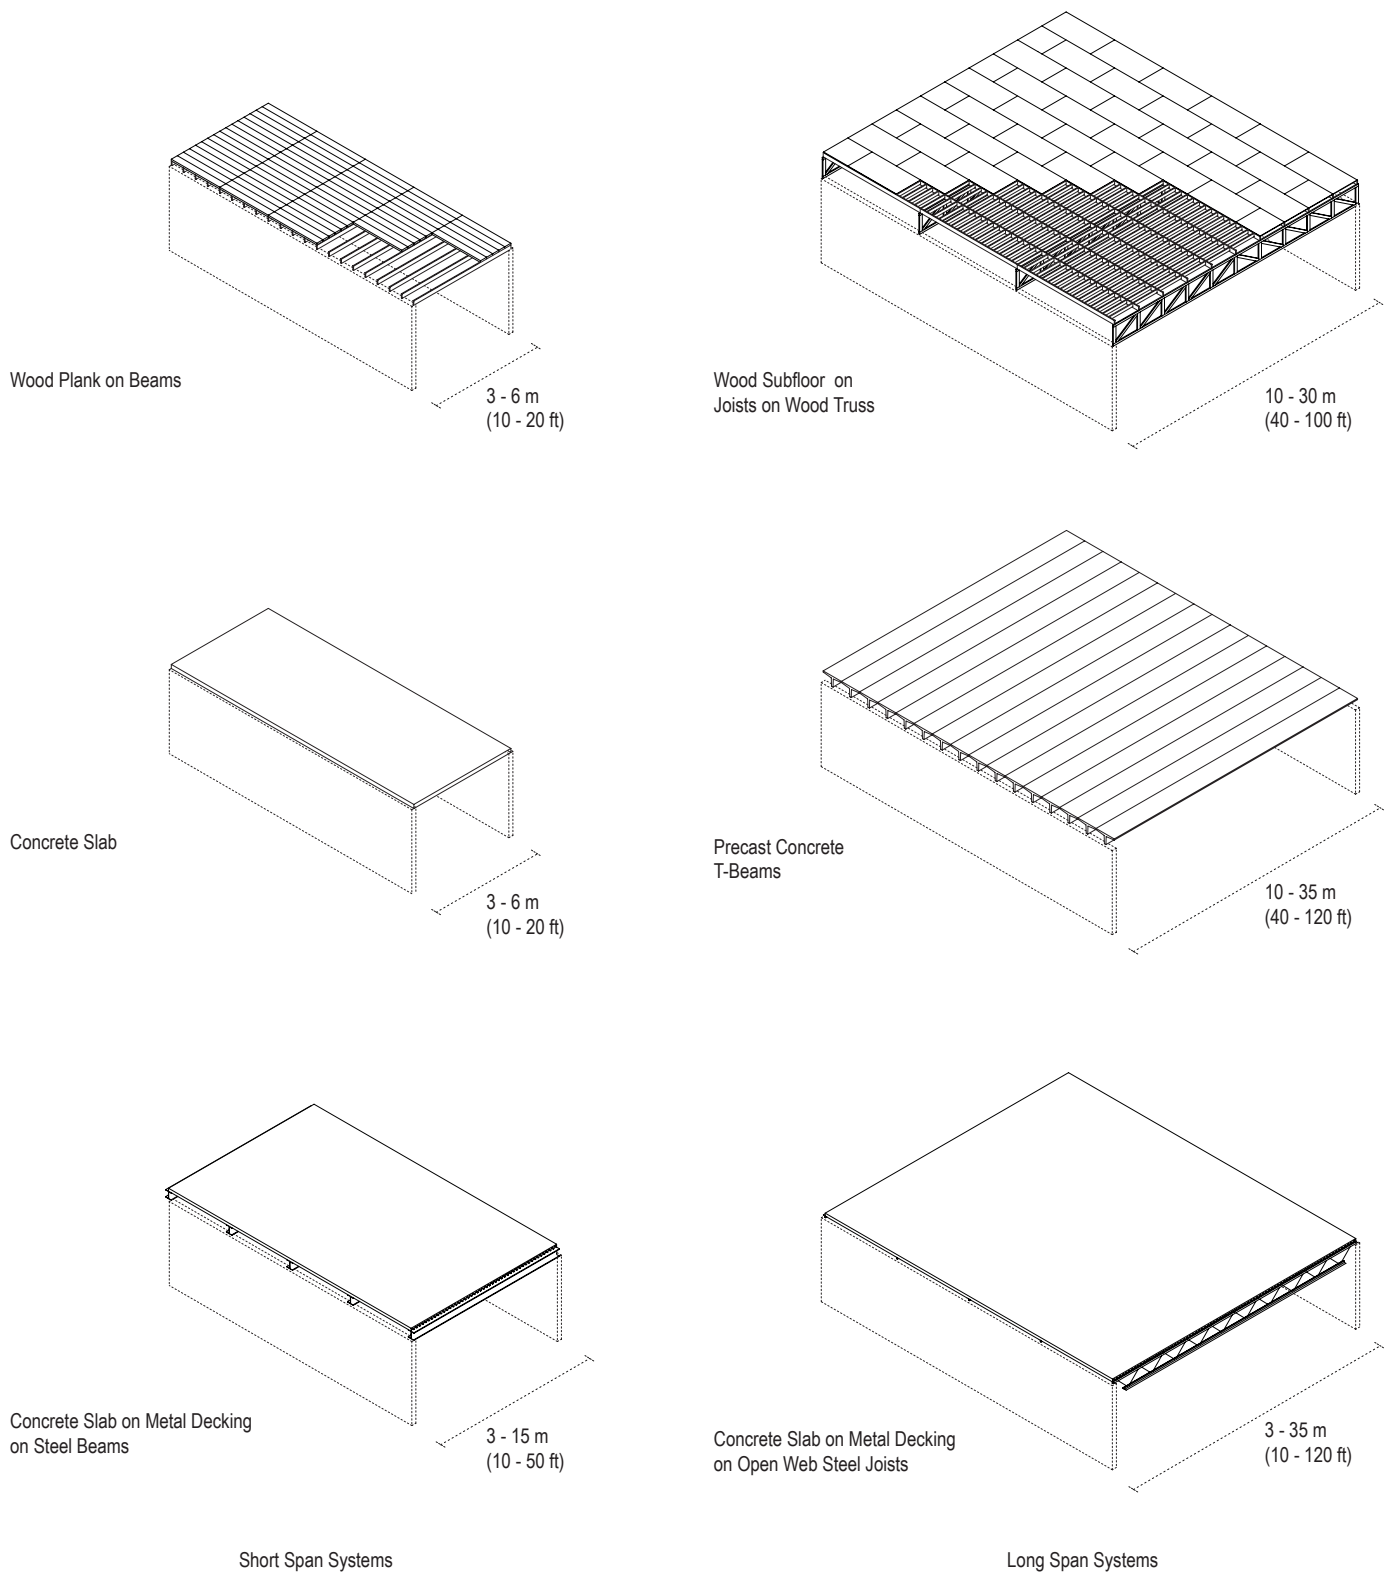 Wood Plank on Beams
3 - 6 m
(10 - 20 ft)
Wood Subfloor on
Joists on Wood Truss
10 - 30 m
(40 - 100 ft)
Concrete Slab
3 - 6 m
(10 - 20 ft)
Precast Concrete
T-Beams
10 - 35 m
(40 - 120 ft)
Concrete Slab on Metal Decking
on Steel Beams
3 - 15 m
(10 - 50 ft)
Concrete Slab on Metal Decking
on Open Web Steel Joists
3 - 35 m
(10 - 120 ft)
Short Span Systems
Long Span Systems